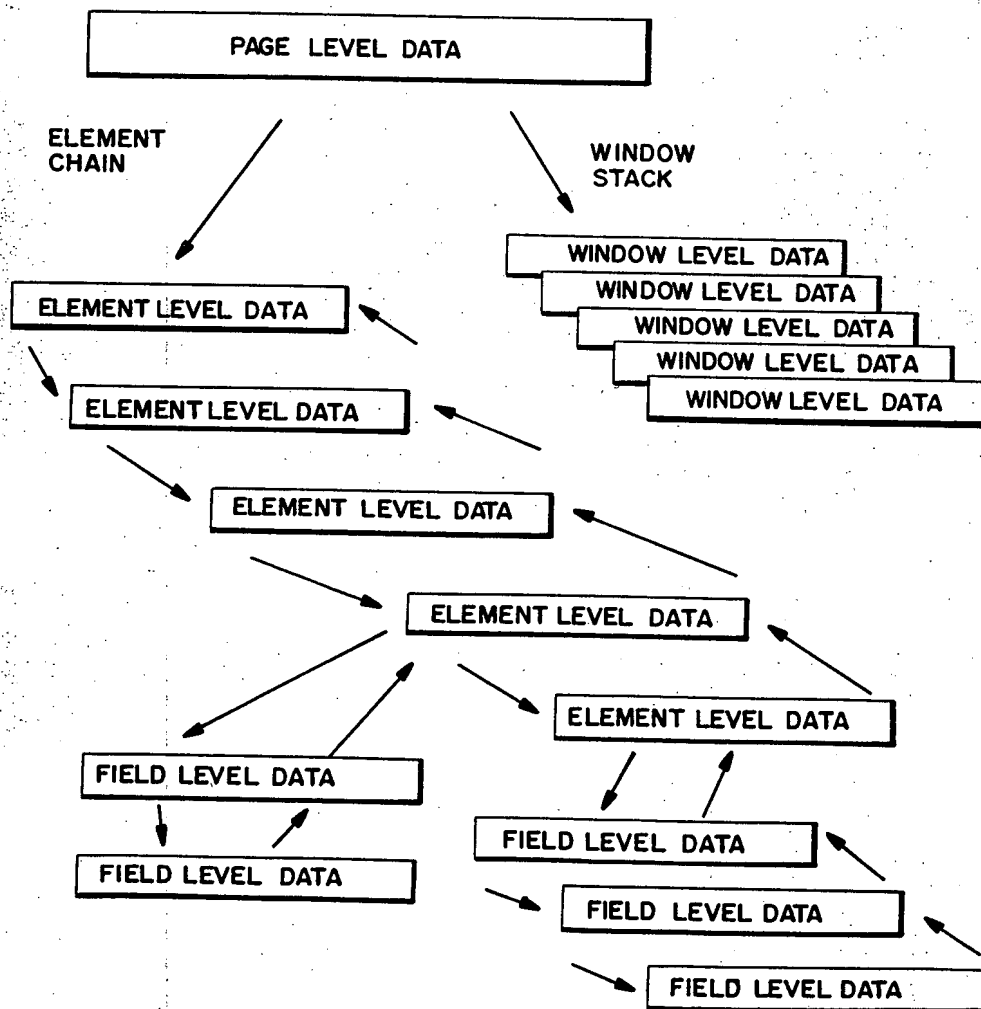 PAGE LEVEL DATA
ELEMENT
CHAIN
WINDOW
STACK
WINDOW LEVEL DATA
WINDOW LEVEL DATA
WINDOW LEVEL DATA
WINDOW LEVEL DATA
WINDOW LEVEL DATA
ELEMENT LEVEL DATA
ELEMENT LEVEL DATA
ELEMENT LEVEL DATA
ELEMENT LEVEL DATA
ELEMENT LEVEL DATA
FIELD LEVEL DATA
FIELD LEVEL DATA
FIELD LEVEL DATA
FIELD LEVEL DATA
FIELD LEVEL DATA